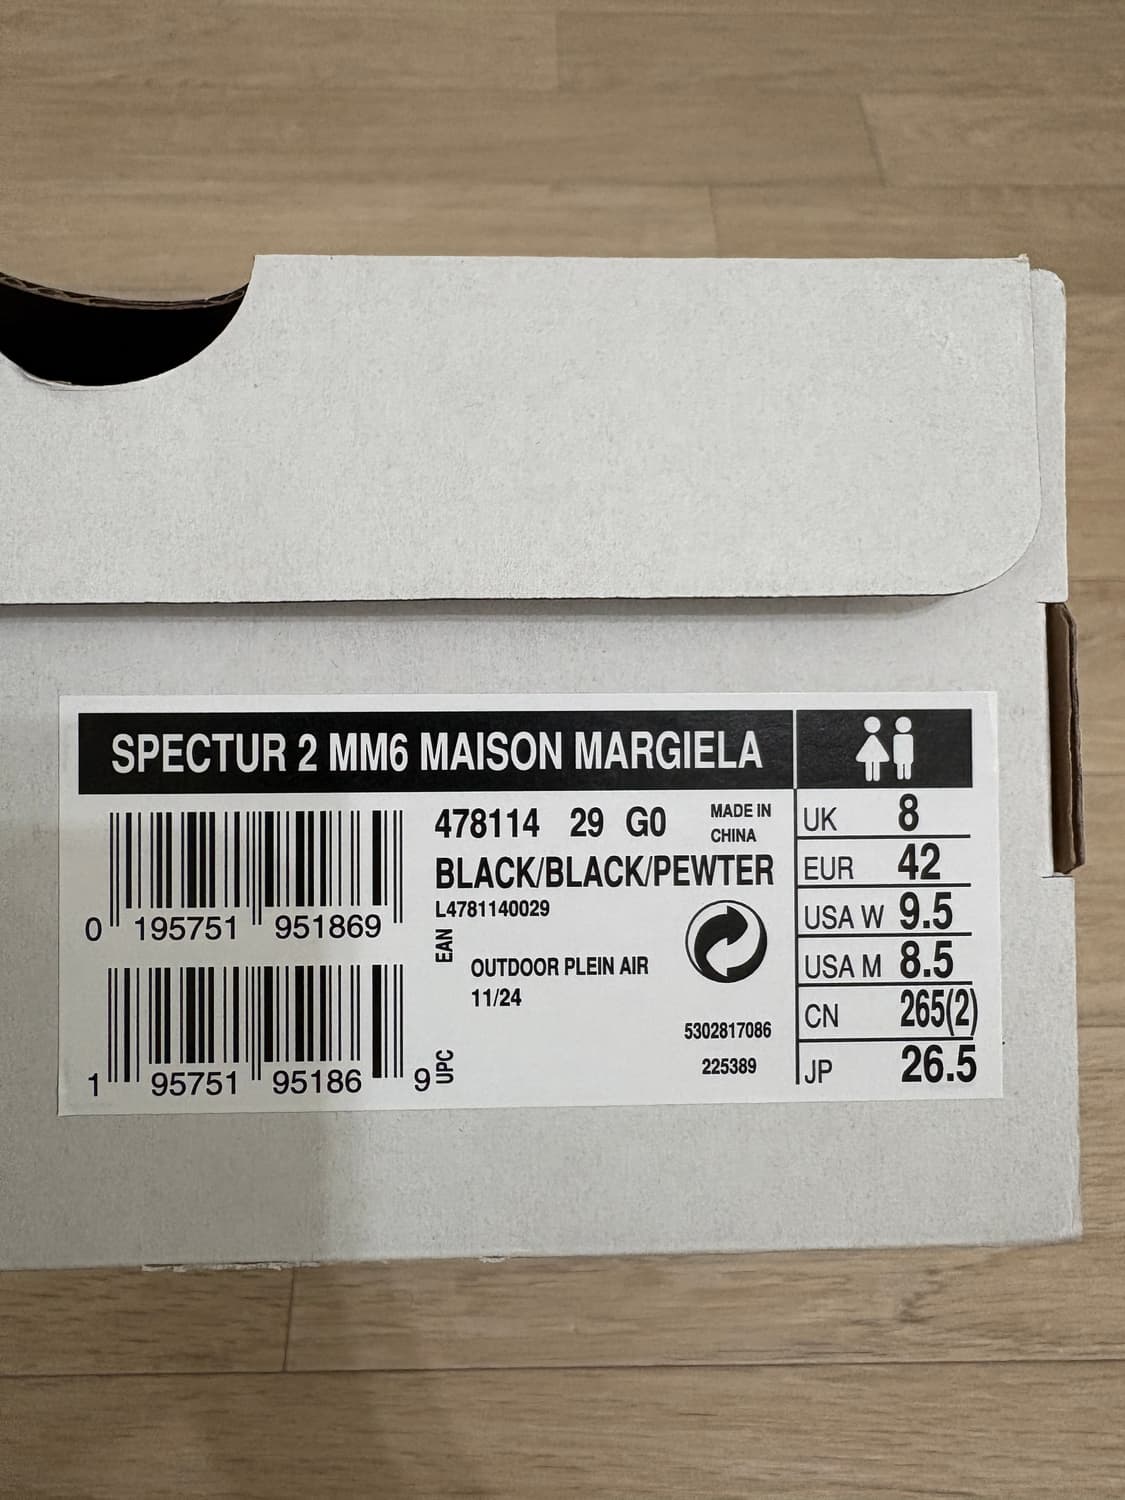 SPECTUR 2 MM6 MAISON MARGIELA
0 195751 951869
1 95751 95186 9
EAN
UPC
478114 29 G0
MADE IN
CHINA
BLACK/BLACK/PEWTER
L4781140029
OUTDOOR PLEIN AIR
11/24
5302817086
225389
UK 8
EUR 42
USA W 9.5
USA M 8.5
CN 265(2)
JP 26.5